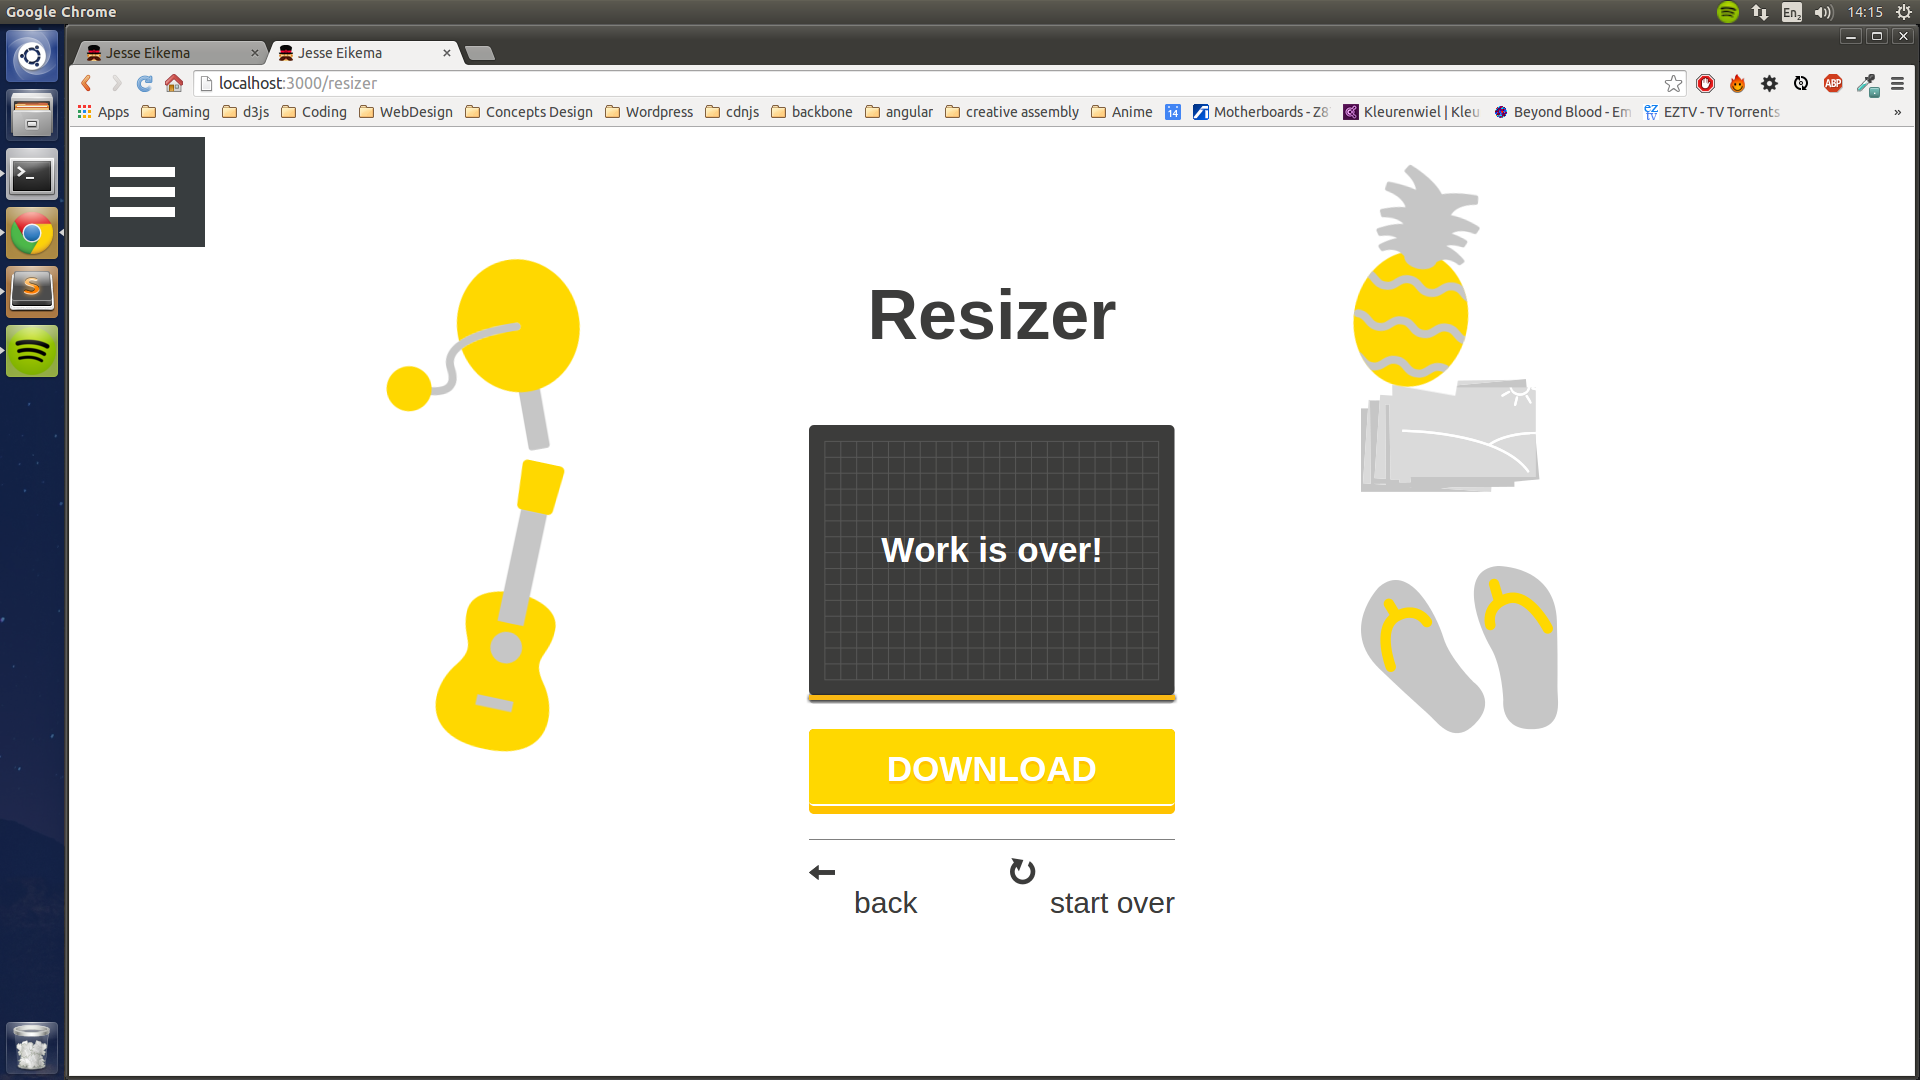 Google Chrome
En2
14:15
Jesse Eikema
Jesse Eikema
localhost:3000/resizer
ABP
Apps
Gaming
d3js
Coding
WebDesign
Concepts Design
Wordpress
cdnjs
backbone
angular
creative assembly
Anime
14
Motherboards - Z8
Kleurenwiel | Kleu
Beyond Blood - Em
EZTV - TV Torrents
»
Resizer
Work is over!
DOWNLOAD
back
start over